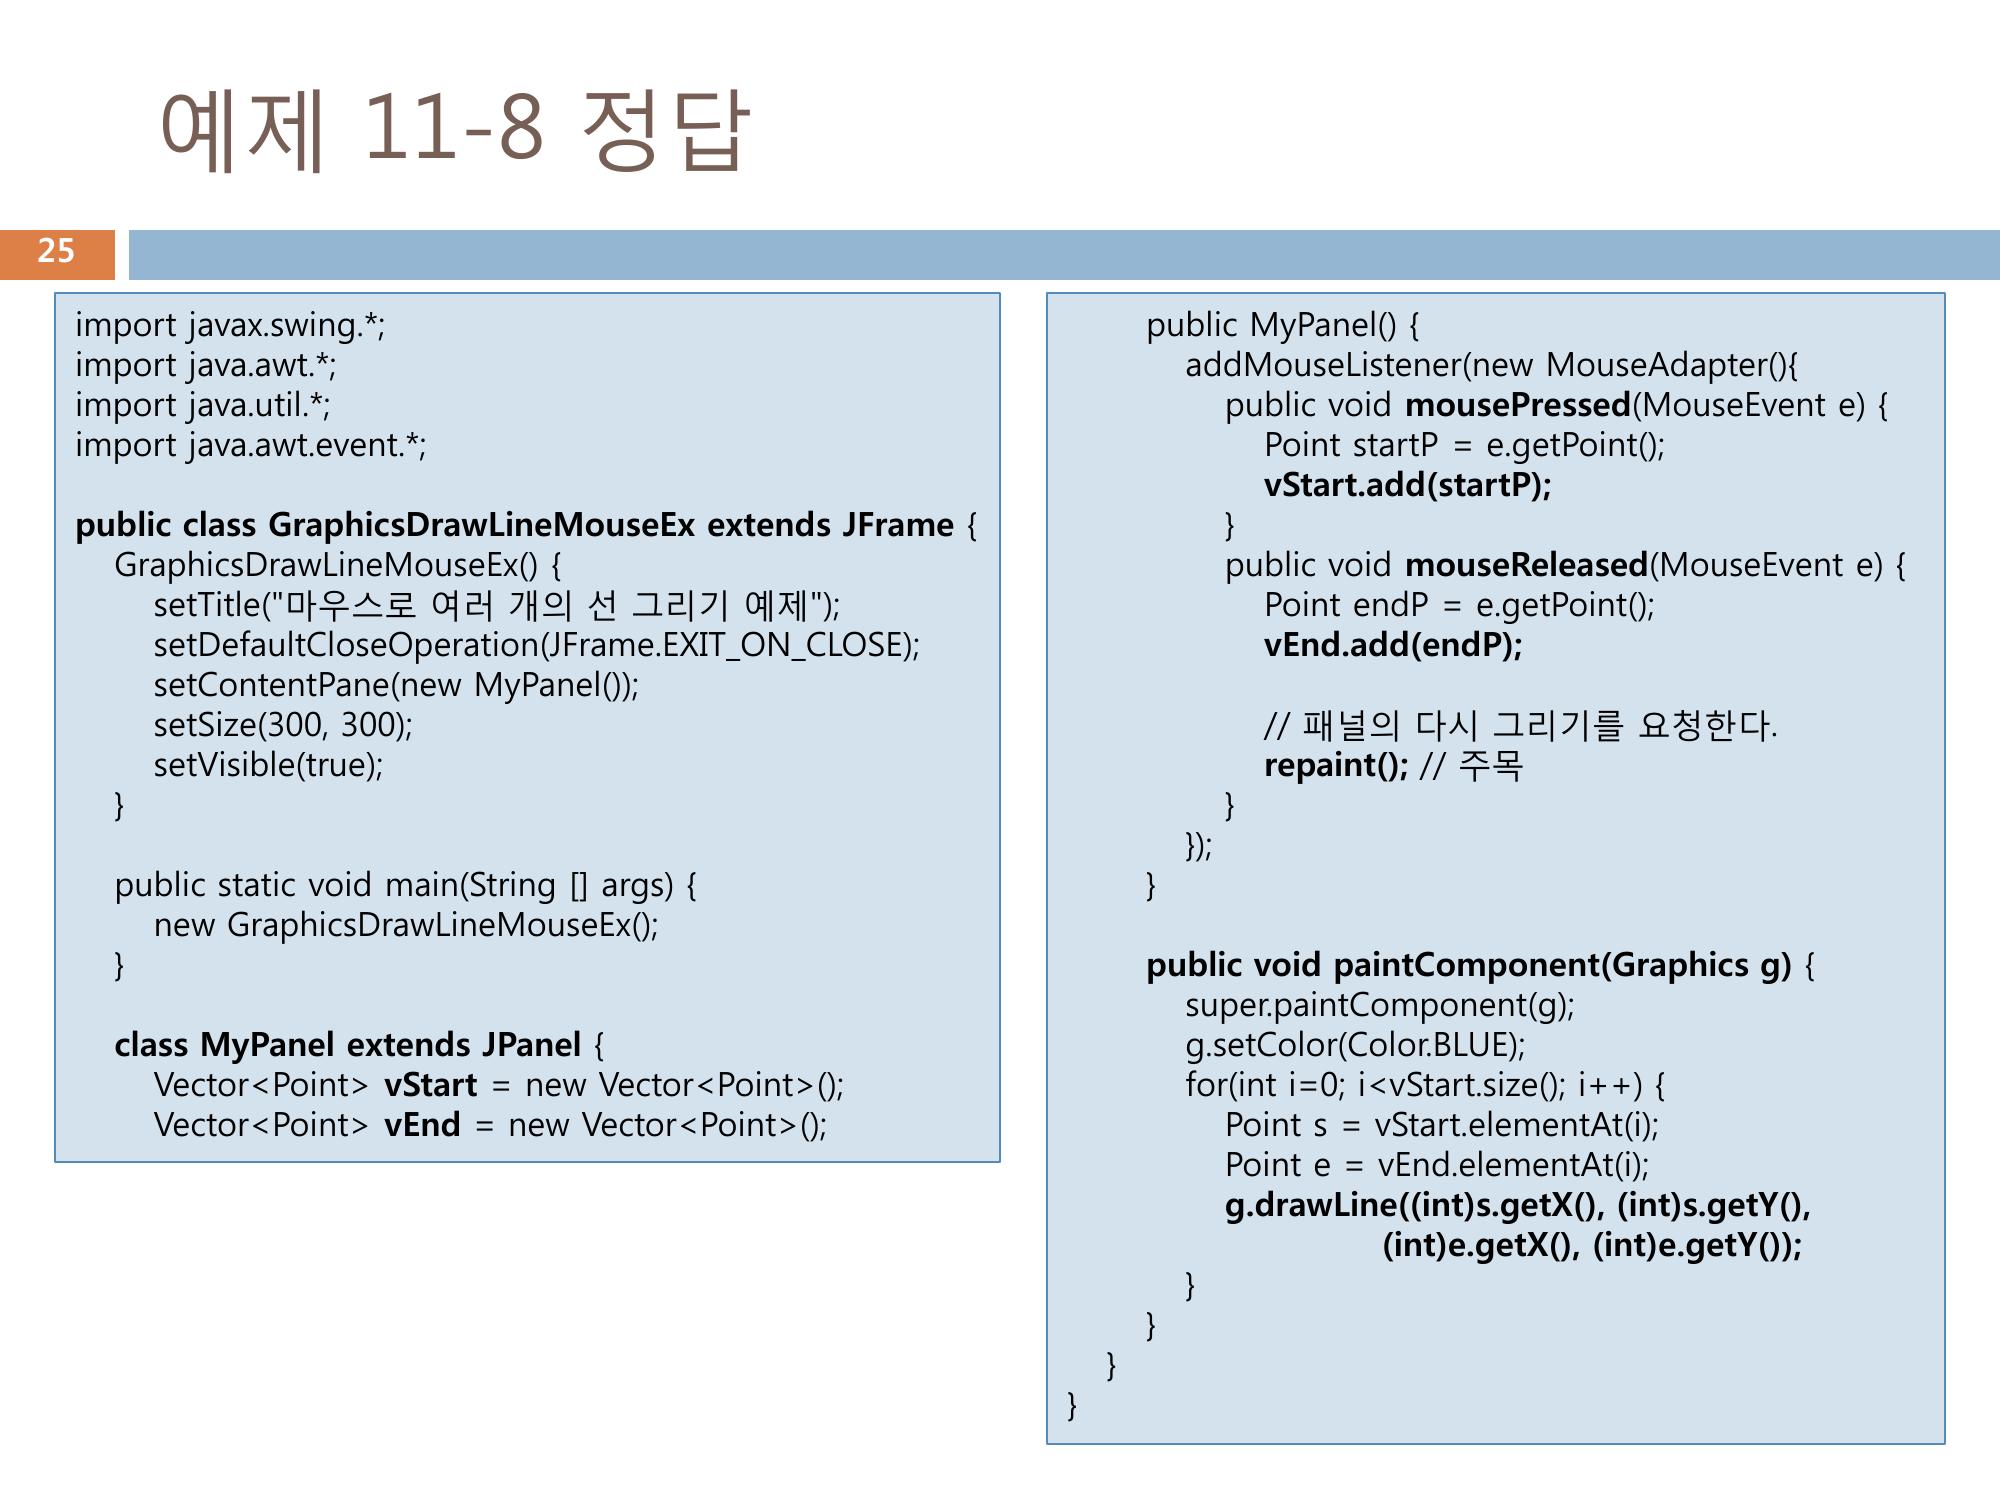 예제 11-8 정답
25
import javax.swing.*;
import java.awt.*;
import java.util.*;
import java.awt.event.*;
public class GraphicsDrawLineMouseEx extends JFrame {
GraphicsDrawLineMouseEx() {
setTitle("마우스로 여러 개의 선 그리기 예제");
setDefaultCloseOperation(JFrame.EXIT_ON_CLOSE);
setContentPane(new MyPanel());
setSize(300, 300);
setVisible(true);
}
public static void main(String [] args) {
new GraphicsDrawLineMouseEx();
}
class MyPanel extends JPanel {
Vector<Point> vStart = new Vector<Point>();
Vector<Point> vEnd = new Vector<Point>();
public MyPanel() {
addMouseListener(new MouseAdapter(){
public void mousePressed(MouseEvent e) {
Point startP = e.getPoint();
vStart.add(startP);
}
public void mouseReleased(MouseEvent e) {
Point endP = e.getPoint();
vEnd.add(endP);
// 패널의 다시 그리기를 요청한다.
repaint(); // 주목
}
});
}
public void paintComponent(Graphics g) {
super.paintComponent(g);
g.setColor(Color.BLUE);
for(int i=0; i<vStart.size(); i++) {
Point s = vStart.elementAt(i);
Point e = vEnd.elementAt(i);
g.drawLine((int)s.getX(), (int)s.getY(),
(int)e.getX(), (int)e.getY());
}
}
}
}